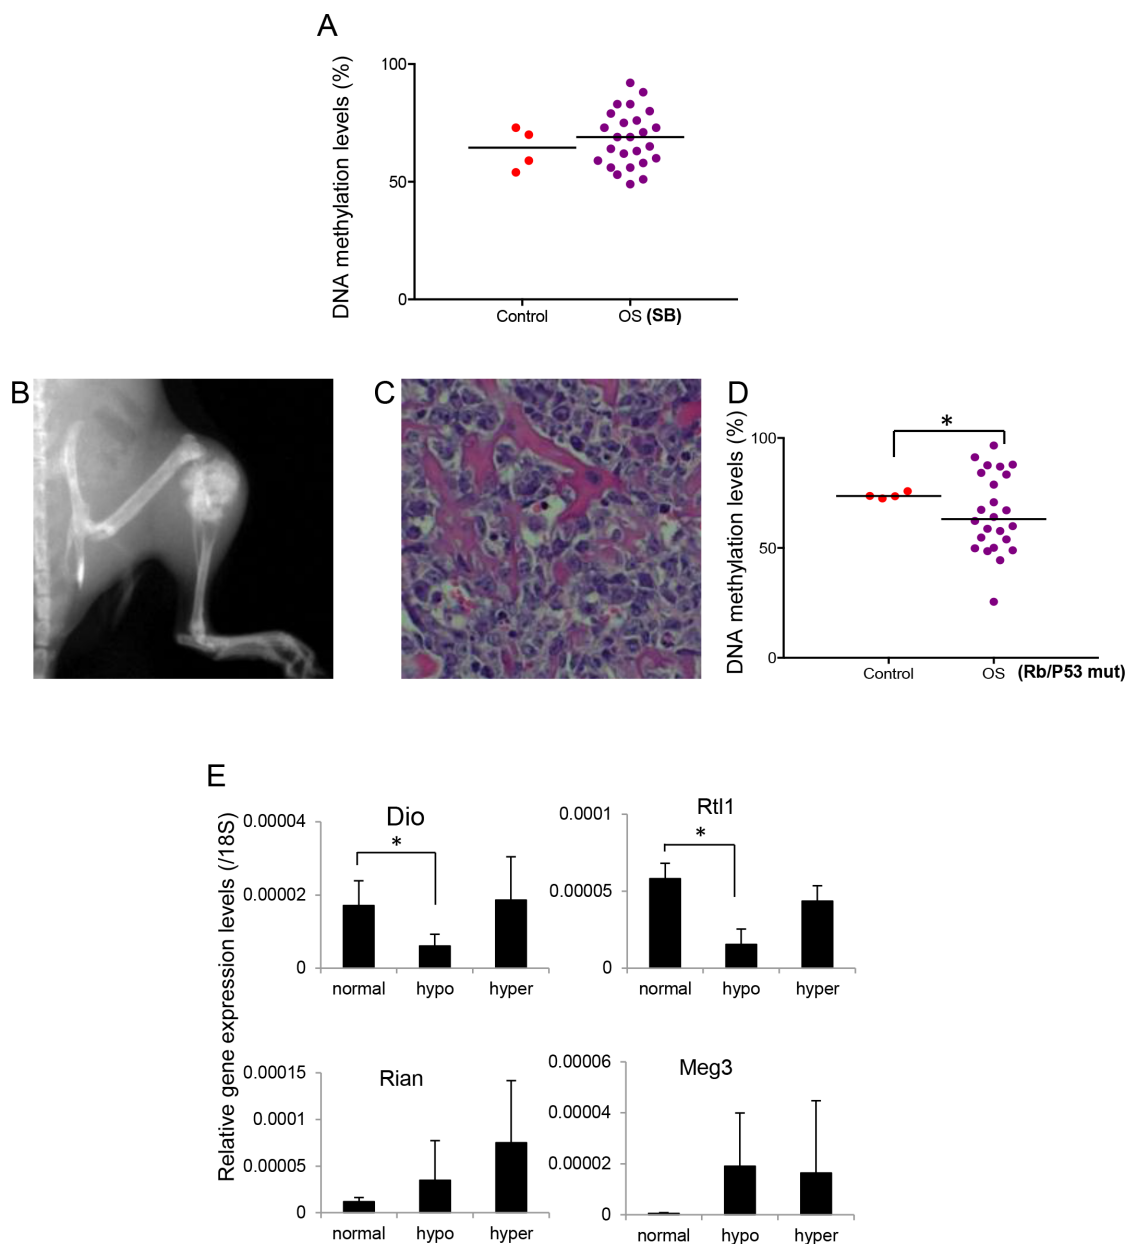 A
DNA methylation levels (%)
100
50
0
Control
OS (SB)
B
C
D
DNA methylation levels (%)
100
50
0
*
Control
OS (Rb/P53 mut)
E
Relative gene expression levels (/18S)
Dio
0.00004
0.00002
0
*
normal hypo hyper
Rtl1
0.0001
0.00005
0
*
normal hypo hyper
Rian
0.00015
0.0001
0.00005
0
normal hypo hyper
Meg3
0.00006
0.00004
0.00002
0
normal hypo hyper